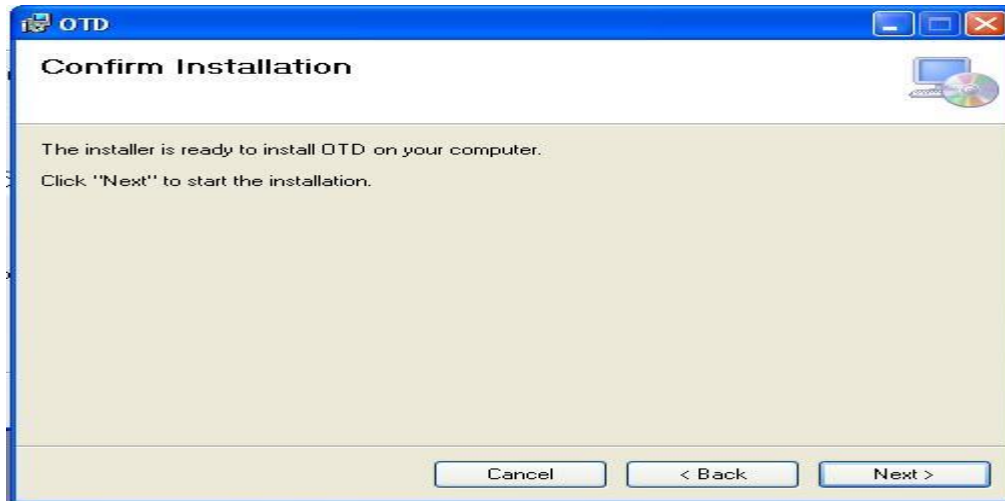 OTD
Confirm Installation
The installer is ready to install OTD on your computer.
Click "Next" to start the installation.
Cancel
< Back
Next >